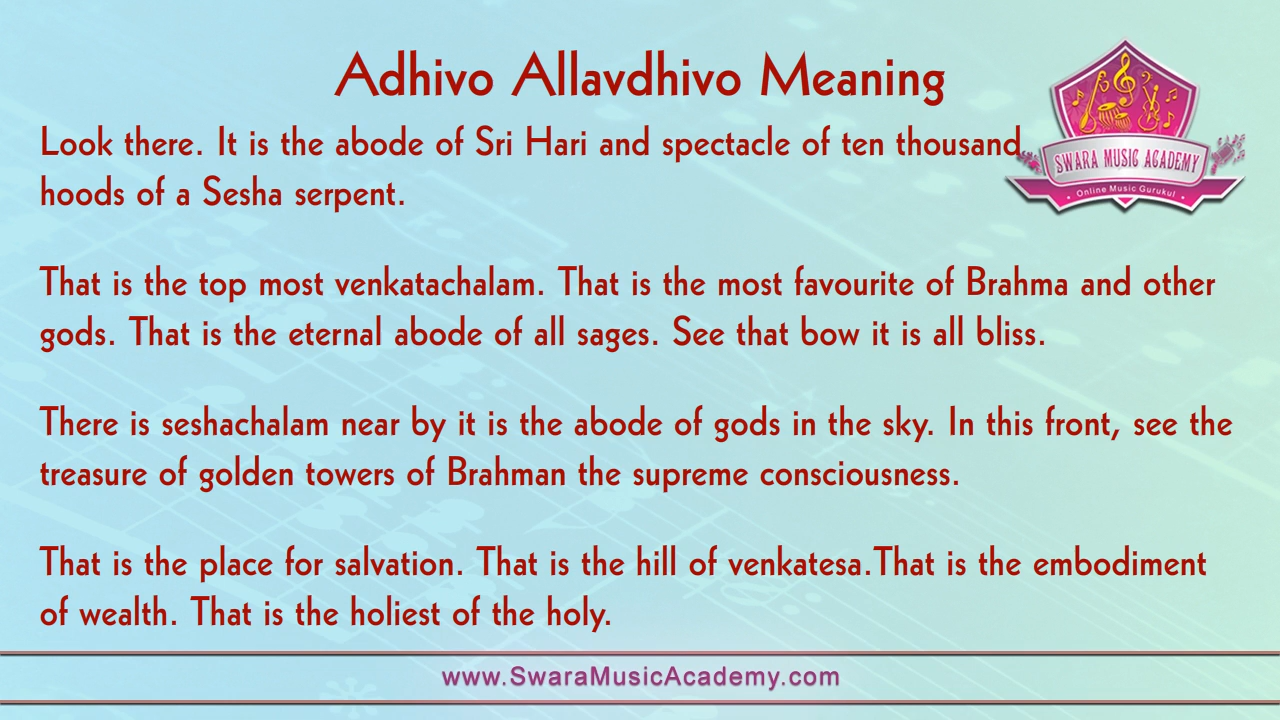 Adhivo Allavdhivo Meaning
Look there. It is the abode of Sri Hari and spectacle of ten thousand
hoods of a Sesha serpent.
SWARA MUSIC ACADEMY
• Online Music Gurukul •
That is the top most venkatachalam. That is the most favourite of Brahma and other
gods. That is the eternal abode of all sages. See that bow it is all bliss.
There is seshachalam near by it is the abode of gods in the sky. In this front, see the
treasure of golden towers of Brahman the supreme consciousness.
That is the place for salvation. That is the hill of venkatesa.That is the embodiment
of wealth. That is the holiest of the holy.
www.SwaraMusicAcademy.com